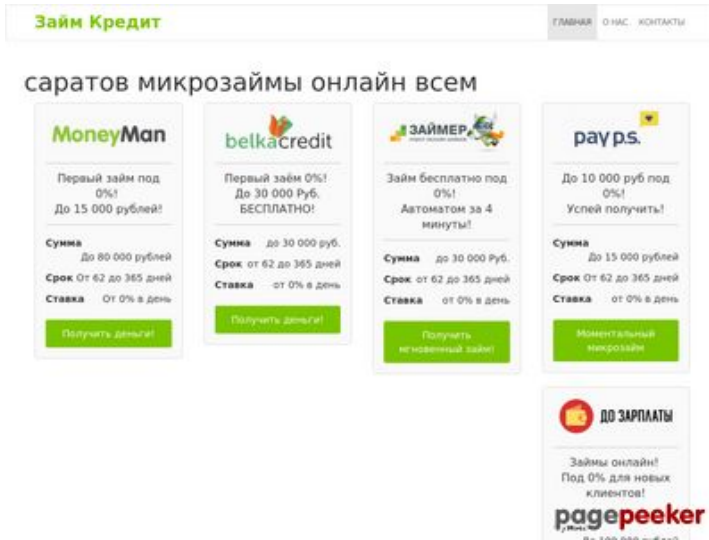 Займ Кредит
ГЛАВНАЯ О НАС КОНТАКТЫ
саратов микрозаймы онлайн всем
MoneyMan
Первый займ под
0%!
До 15 000 рублей!
Сумма
До 80 000 рублей
Срок От 62 до 365 дней
Ставка От 0% в день
Получить деньги!
belkacredit
Первый заём 0%!
До 30 000 Руб.
БЕСПЛАТНО!
Сумма до 30 000 руб.
Срок от 62 до 365 дней
Ставка от 0% в день
Получить деньги!
ЗАЙМЕР
Займ бесплатно под
0%!
Автоматом за 4
минуты!
Сумма до 30 000 Руб.
Срок от 62 до 365 дней
Ставка от 0% в день
Получить
мгновенный займ!
pay p.s.
До 10 000 руб под
0%!
Успей получить!
Сумма
До 15 000 рублей
Срок От 62 до 365 дней
Ставка от 0% в день
Моментальный
микрозайм
ДО ЗАРПЛАТЫ
Займы онлайн!
Под 0% для новых
клиентов!
pagepeeker